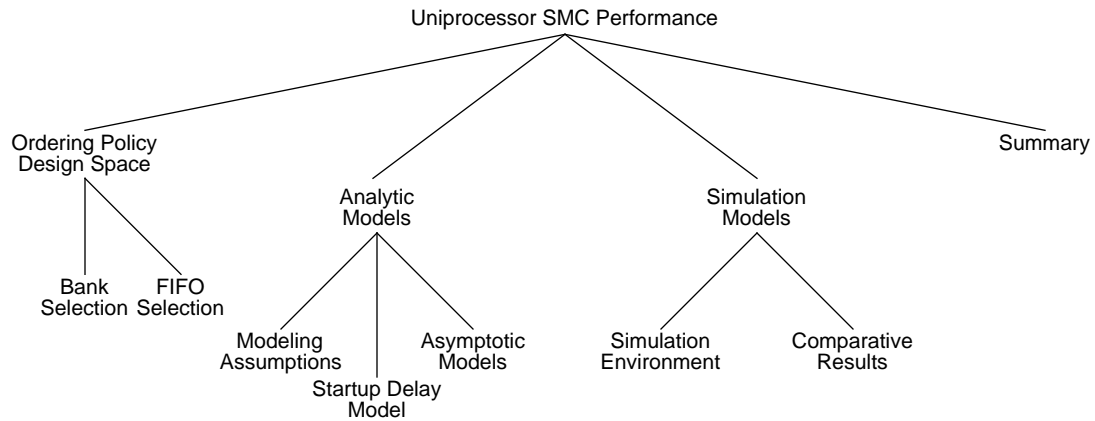 Uniprocessor SMC Performance
Ordering Policy
Design Space
Summary
Analytic
Models
Simulation
Models
Bank
Selection
FIFO
Selection
Modeling
Assumptions
Startup Delay
Model
Asymptotic
Models
Simulation
Environment
Comparative
Results